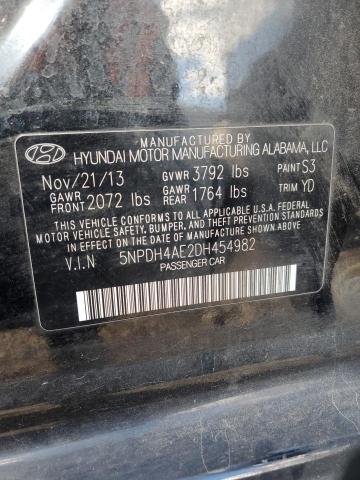 MANUFACTURED BY
HYUNDAI MOTOR MANUFACTURING ALABAMA, LLC
Nov/21/13 GVWR 3792 lbs PAINT S3
GAWR FRONT 2072 lbs GAWR REAR 1764 lbs TRIM YD
THIS VEHICLE CONFORMS TO ALL APPLICABLE U.S.A. FEDERAL
MOTOR VEHICLE SAFETY, BUMPER, AND THEFT PREVENTION STANDARDS
IN EFFECT ON THE DATE OF MANUFACTURE SHOWN ABOVE.
V.I.N 5NPDH4AE2DH454982
PASSENGER CAR